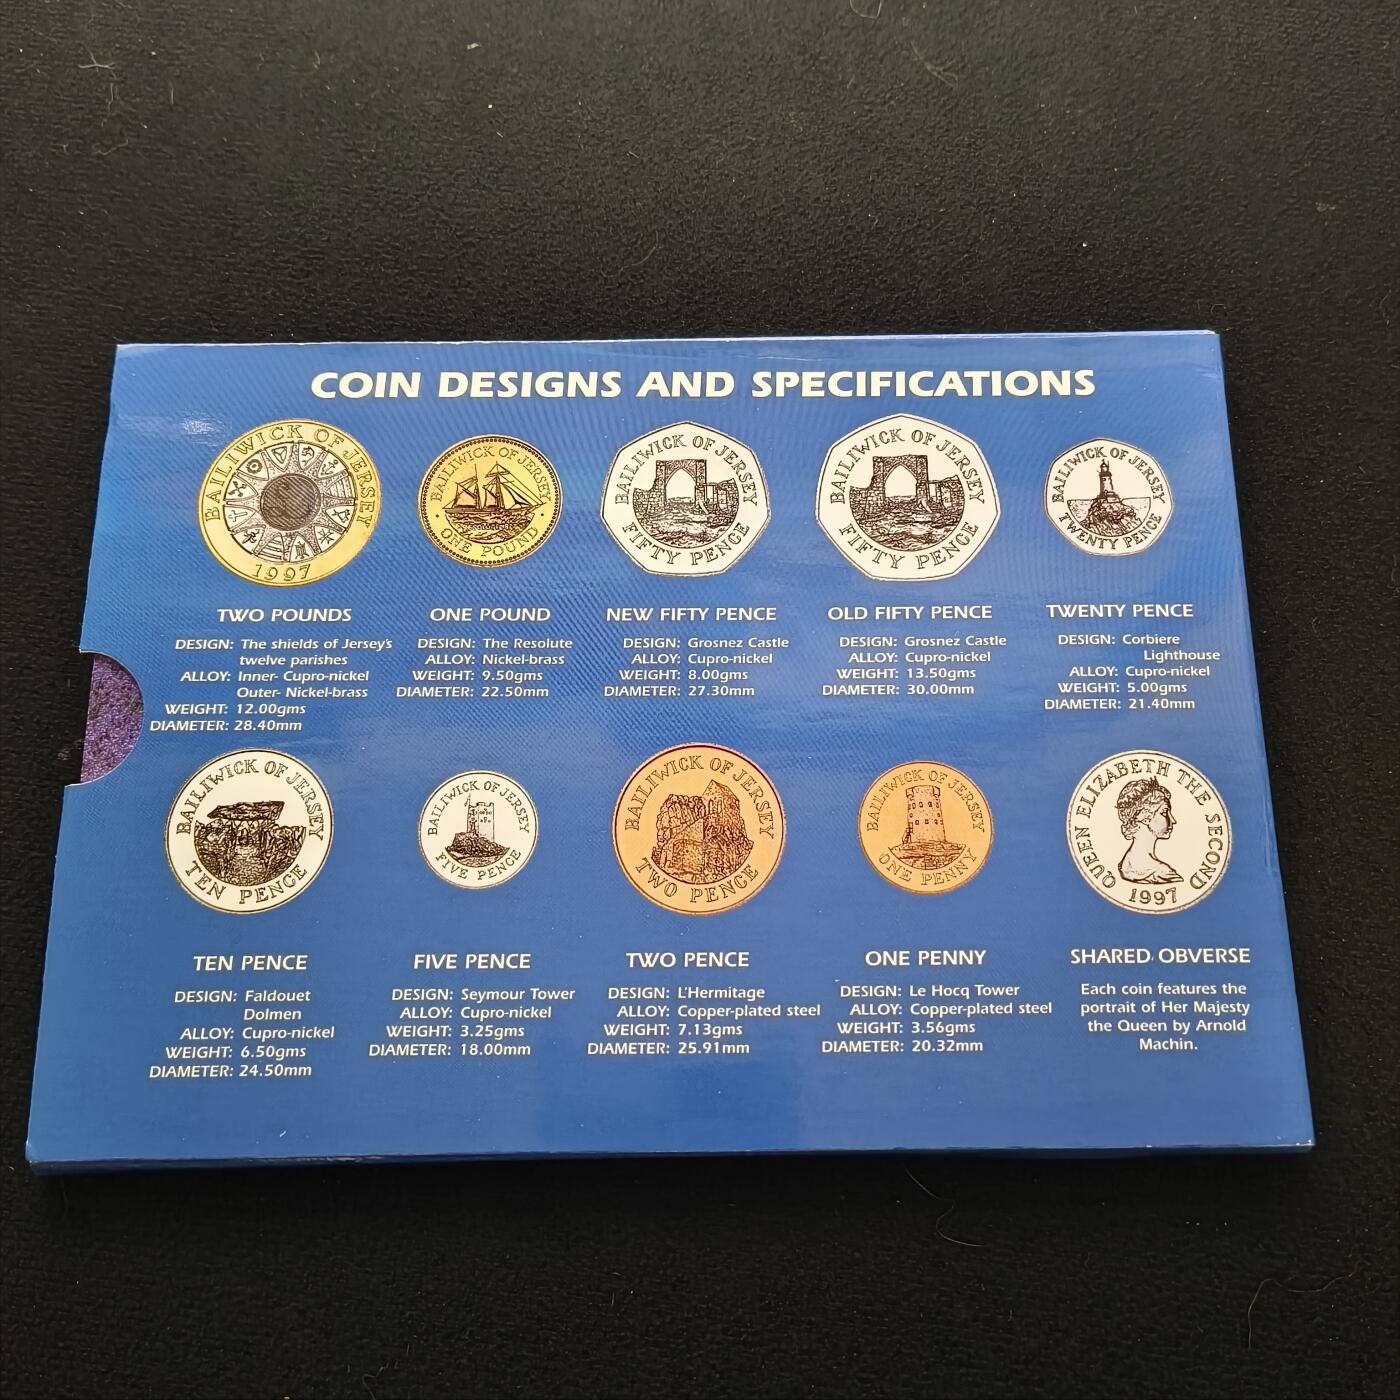 COIN DESIGNS AND SPECIFICATIONS
BAILIWICK OF JERSEY
1997
TWO POUNDS
DESIGN: The shields of Jersey's
twelve parishes
ALLOY: Inner- Cupro-nickel
Outer- Nickel-brass
WEIGHT: 12.00gms
DIAMETER: 28.40mm
BAILIWICK OF JERSEY
ONE POUND
ONE POUND
DESIGN: The Resolute
ALLOY: Nickel-brass
WEIGHT: 9.50gms
DIAMETER: 22.50mm
BAILIWICK OF JERSEY
FIFTY PENCE
NEW FIFTY PENCE
DESIGN: Grosnez Castle
ALLOY: Cupro-nickel
WEIGHT: 8.00gms
DIAMETER: 27.30mm
BAILIWICK OF JERSEY
FIFTY PENCE
OLD FIFTY PENCE
DESIGN: Grosnez Castle
ALLOY: Cupro-nickel
WEIGHT: 13.50gms
DIAMETER: 30.00mm
BAILIWICK OF JERSEY
TWENTY PENCE
TWENTY PENCE
DESIGN: Corbiere
Lighthouse
ALLOY: Cupro-nickel
WEIGHT: 5.00gms
DIAMETER: 21.40mm
BAILIWICK OF JERSEY
TEN PENCE
TEN PENCE
DESIGN: Faldouet
Dolmen
ALLOY: Cupro-nickel
WEIGHT: 6.50gms
DIAMETER: 24.50mm
BAILIWICK OF JERSEY
FIVE PENCE
FIVE PENCE
DESIGN: Seymour Tower
ALLOY: Cupro-nickel
WEIGHT: 3.25gms
DIAMETER: 18.00mm
BAILIWICK OF JERSEY
TWO PENCE
TWO PENCE
DESIGN: L'Hermitage
ALLOY: Copper-plated steel
WEIGHT: 7.13gms
DIAMETER: 25.91mm
BAILIWICK OF JERSEY
ONE PENNY
ONE PENNY
DESIGN: Le Hocq Tower
ALLOY: Copper-plated steel
WEIGHT: 3.56gms
DIAMETER: 20.32mm
QUEEN ELIZABETH THE SECOND
1997
SHARED OBVERSE
Each coin features the
portrait of Her Majesty
the Queen by Arnold
Machin.